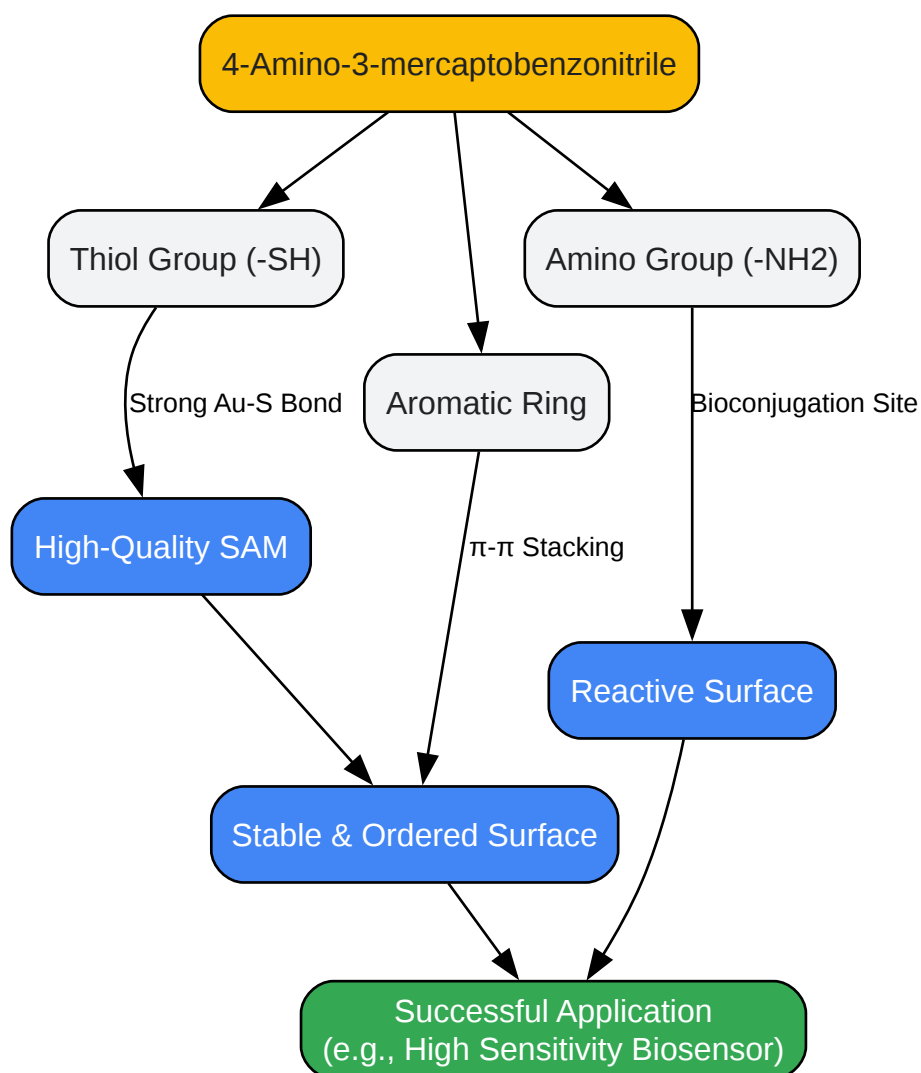 4-Amino-3-mercaptobenzonitrile
Thiol Group (-SH)
Amino Group (-NH2)
Aromatic Ring
Strong Au-S Bond
Bioconjugation Site
High-Quality SAM
π-π Stacking
Reactive Surface
Stable & Ordered Surface
Successful Application
(e.g., High Sensitivity Biosensor)